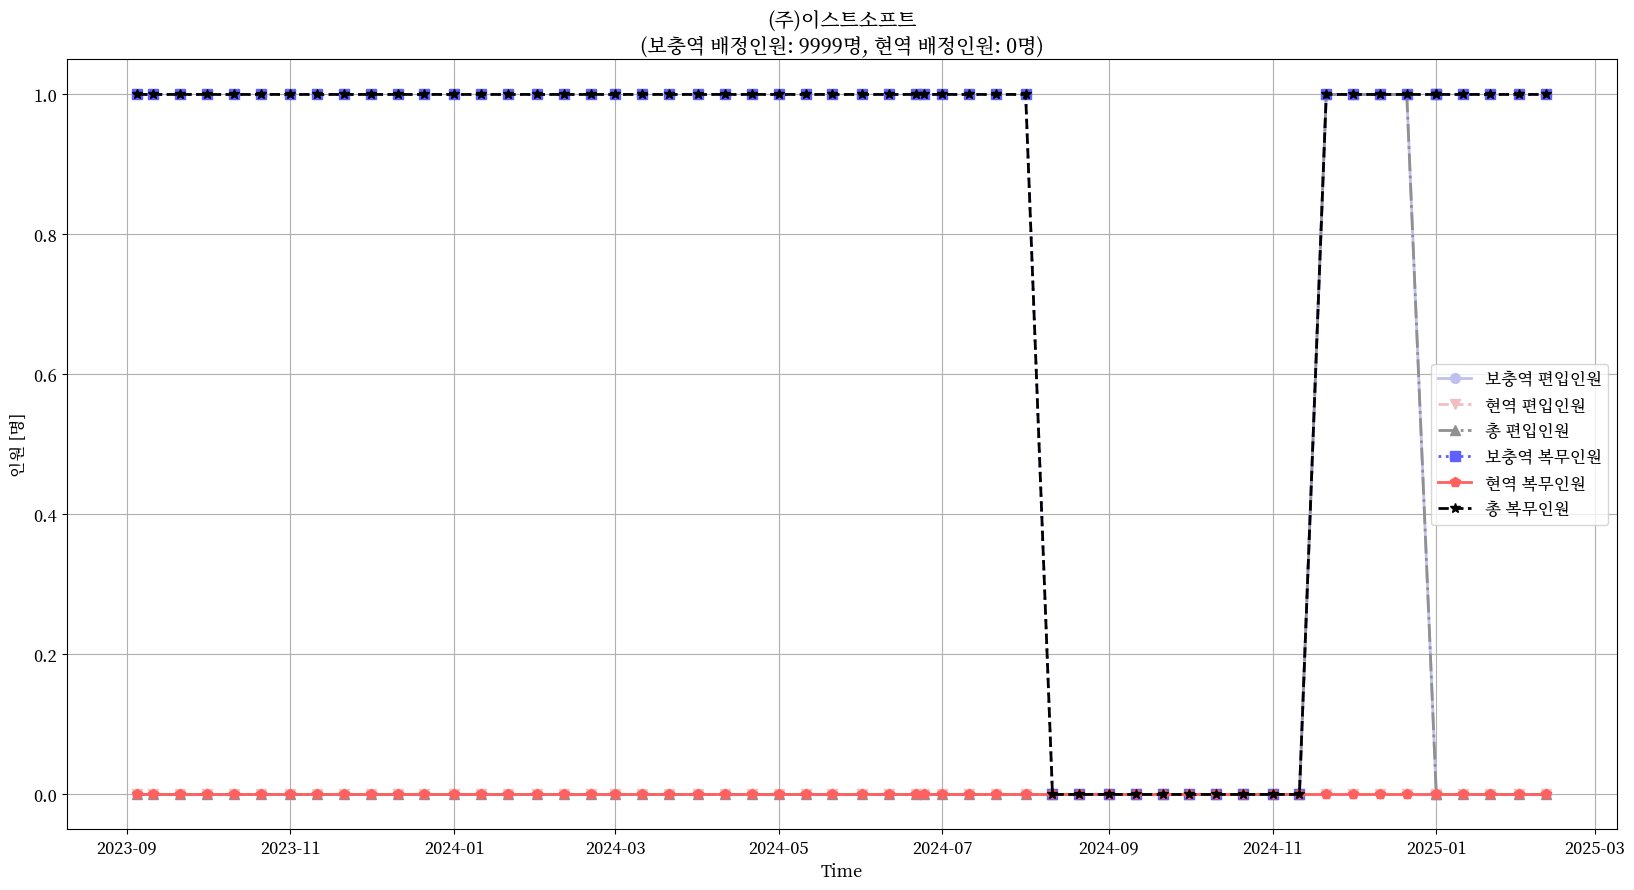 (주)이스트소프트
(보충역 배정인원: 9999명, 현역 배정인원: 0명)
인원 [명]
1.0
0.8
0.6
0.4
0.2
0.0
보충역 편입인원
현역 편입인원
총 편입인원
보충역 복무인원
현역 복무인원
총 복무인원
2023-09
2023-11
2024-01
2024-03
2024-05
2024-07
2024-09
2024-11
2025-01
2025-03
Time